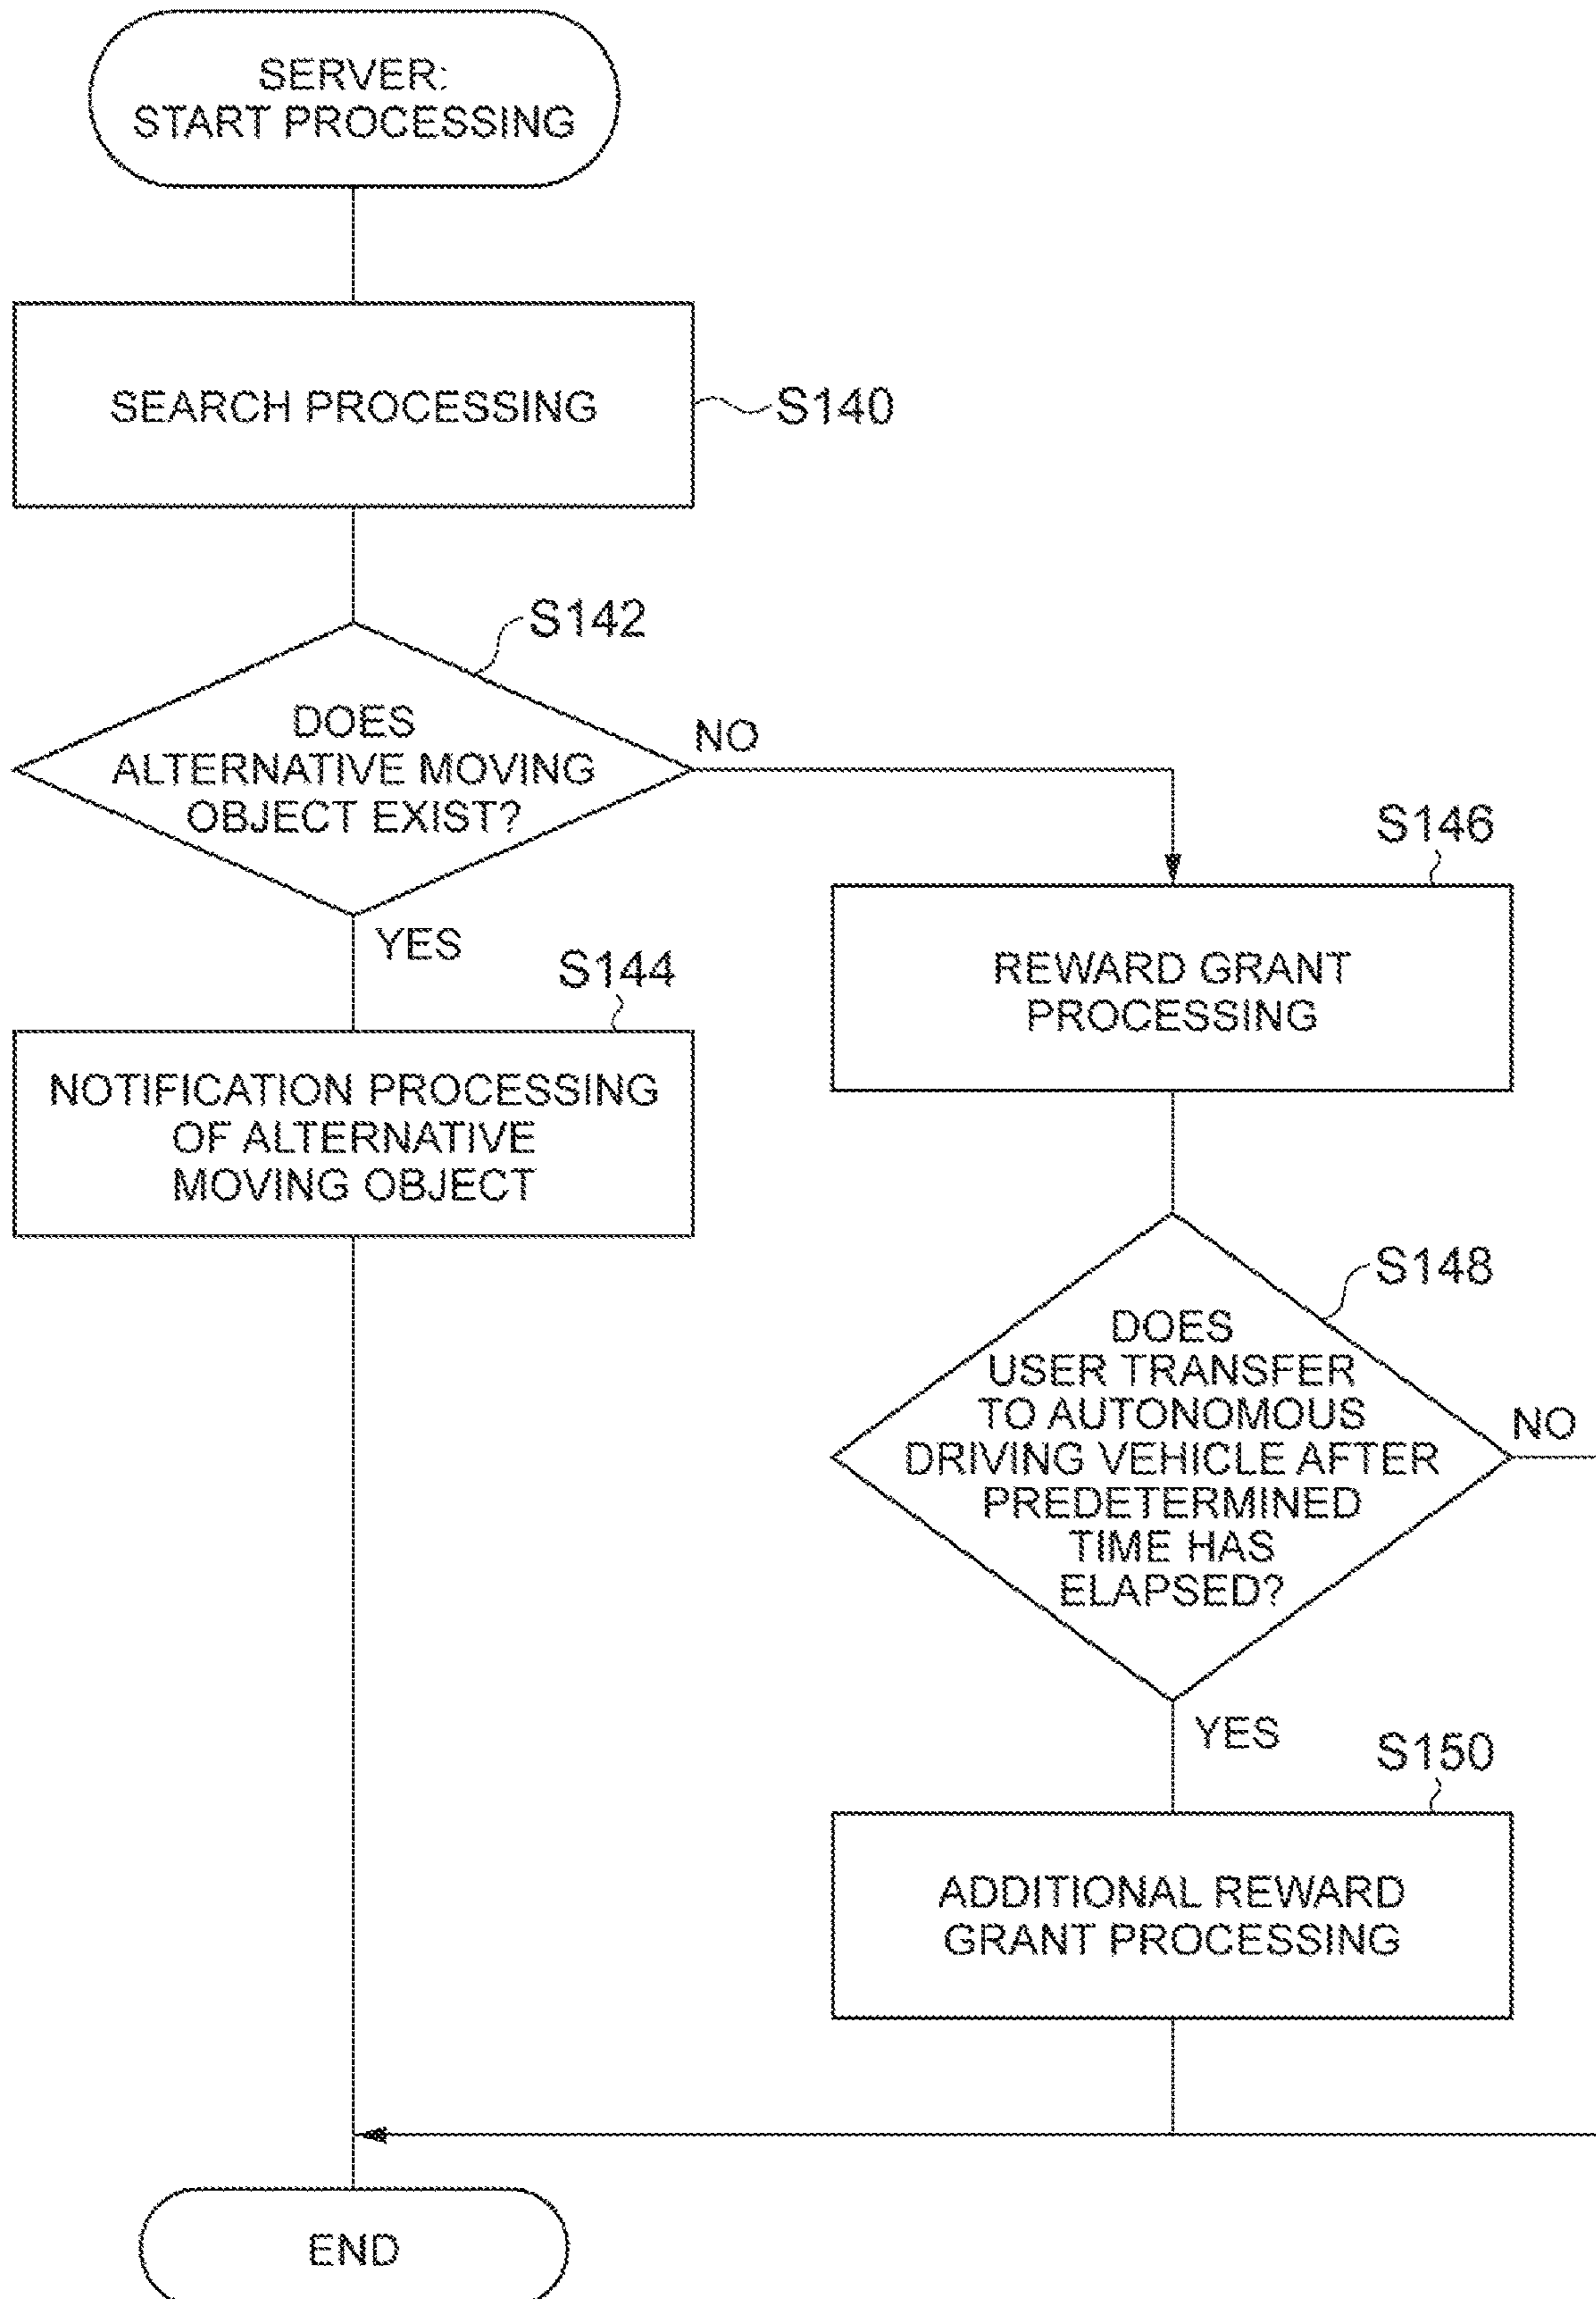 SERVER:
START PROCESSING
SEARCH PROCESSING
S140
S142
DOES
ALTERNATIVE MOVING
OBJECT EXIST?
NO
YES
S144
NOTIFICATION PROCESSING
OF ALTERNATIVE
MOVING OBJECT
S146
REWARD GRANT
PROCESSING
S148
DOES
USER TRANSFER
TO AUTONOMOUS
DRIVING VEHICLE AFTER
PREDETERMINED
TIME HAS
ELAPSED?
NO
YES
S150
ADDITIONAL REWARD
GRANT PROCESSING
END